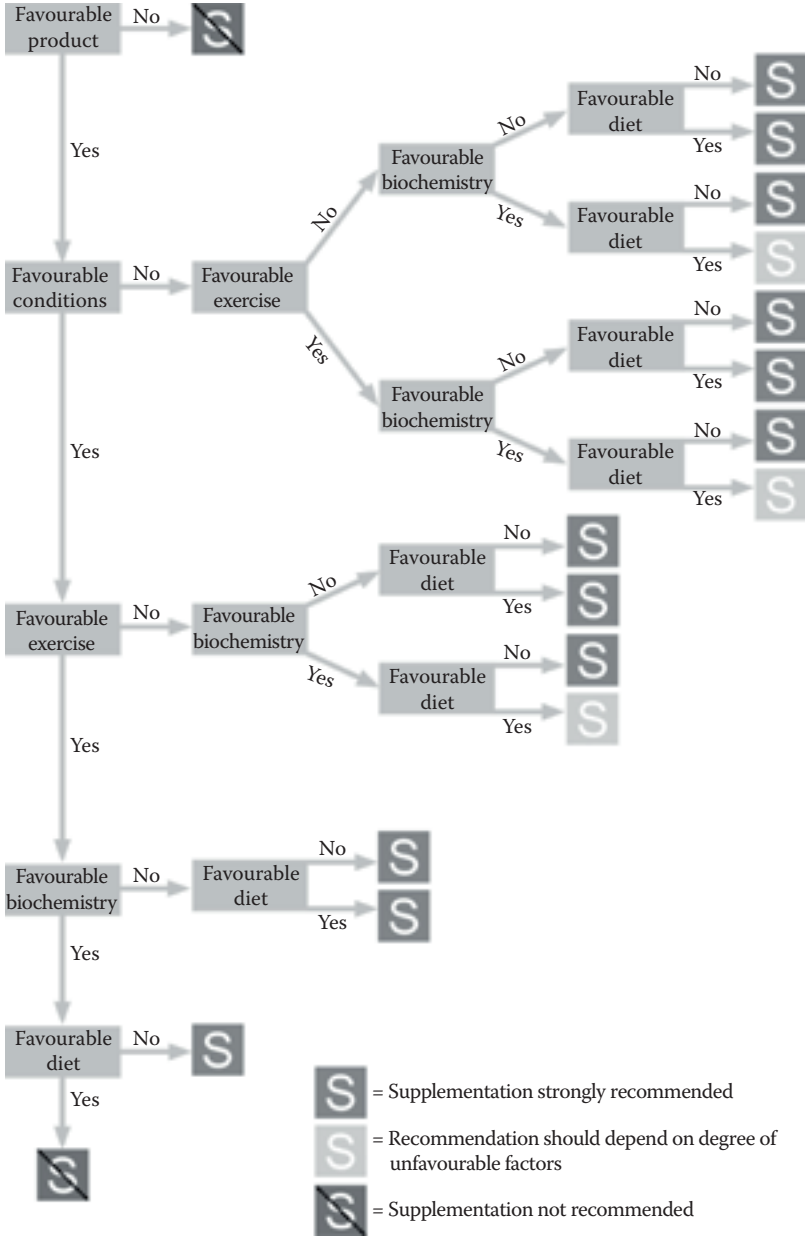 Favourable
product
No
S
Yes
Favourable
conditions
No
Favourable
exercise
No
Favourable
biochemistry
No
Favourable
diet
No
S
Yes
S
Yes
Favourable
diet
No
S
Yes
S
Yes
Favourable
biochemistry
No
Favourable
diet
No
S
Yes
S
Yes
Favourable
diet
No
S
Yes
S
Yes
Favourable
exercise
No
Favourable
biochemistry
No
Favourable
diet
No
S
Yes
S
Yes
Favourable
diet
No
S
Yes
S
Yes
Favourable
biochemistry
No
Favourable
diet
No
S
Yes
S
Yes
Favourable
diet
No
S
Yes
S
S = Supplementation strongly recommended
S = Recommendation should depend on degree of
unfavourable factors
S = Supplementation not recommended